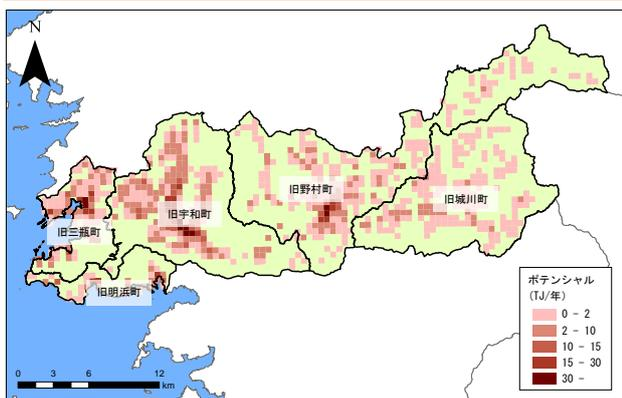 N
旧三瓶町
旧宇和町
旧野村町
旧城川町
旧明浜町
ポテンシャル
(TJ/年)
0 - 2
2 - 10
10 - 15
15 - 30
30 -
0 3 6 12
km